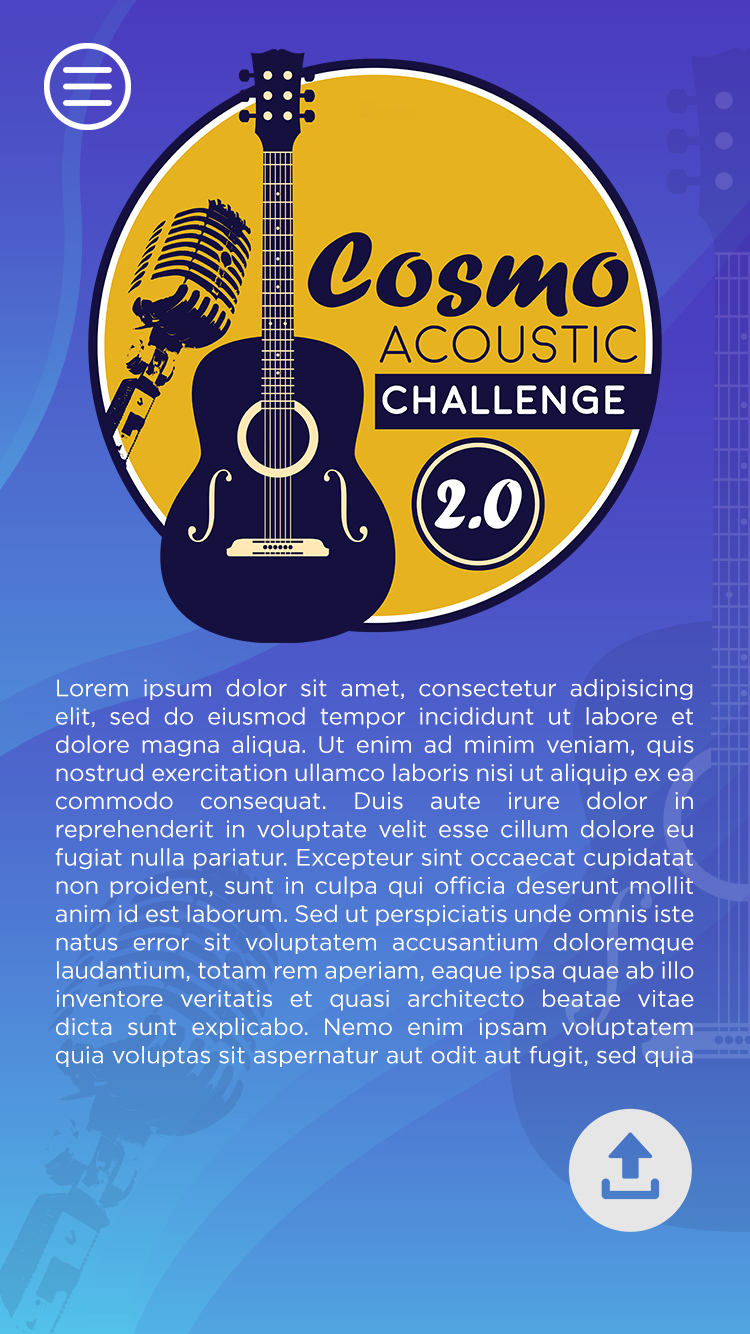 Cosmo
ACOUSTIC
CHALLENGE
2.0
Lorem ipsum dolor sit amet, consectetur adipisicing
elit, sed do eiusmod tempor incididunt ut labore et
dolore magna aliqua. Ut enim ad minim veniam, quis
nostrud exercitation ullamco laboris nisi ut aliquip ex ea
commodo consequat. Duis aute irure dolor in
reprehenderit in voluptate velit esse cillum dolore eu
fugiat nulla pariatur. Excepteur sint occaecat cupidatat
non proident, sunt in culpa qui officia deserunt mollit
anim id est laborum. Sed ut perspiciatis unde omnis iste
natus error sit voluptatem accusantium doloremque
laudantium, totam rem aperiam, eaque ipsa quae ab illo
inventore veritatis et quasi architecto beatae vitae
dicta sunt explicabo. Nemo enim ipsam voluptatem
quia voluptas sit aspernatur aut odit aut fugit, sed quia